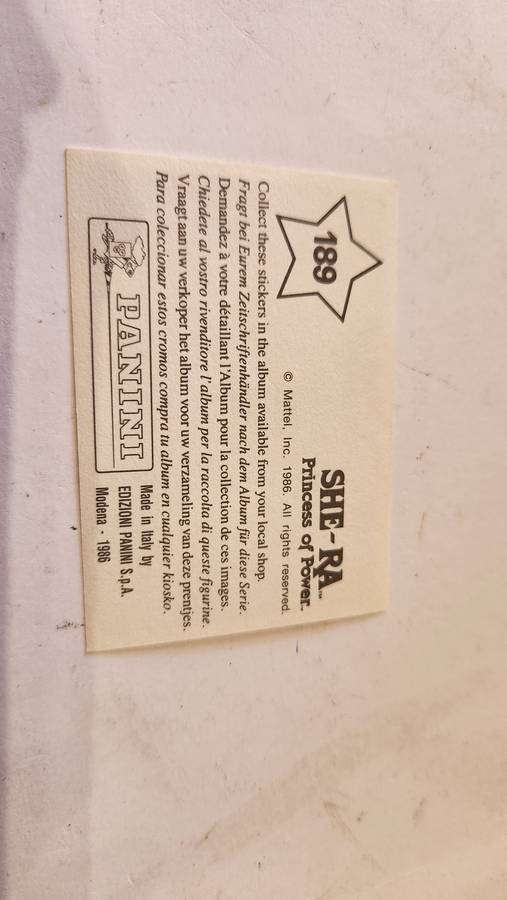 189
SHE-RA™
Princess of Power™
© Mattel, Inc. 1986. All rights reserved.
Collect these stickers in the album available from your local shop.
Fragt bei Eurem Zeitschriftenhändler nach dem Album für diese Serie.
Demandez à votre détaillant l'Album pour la collection de ces images.
Chiedete al vostro rivenditore l'album per la raccolta di queste figurine.
Vraagt aan uw verkoper het album voor uw verzameling van deze prentjes.
Para coleccionar estos cromos compra tu album en cualquier kiosko.
PANINI
Made in Italy by
EDIZIONI PANINI S.p.A.
Modena - 1986